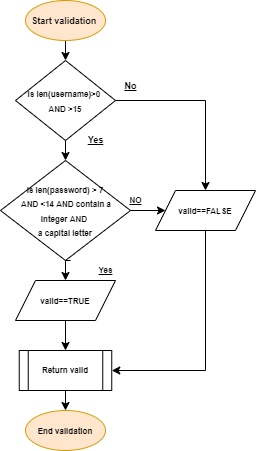 Start validation
Is len(username)>0
AND >15
No
Yes
Is len(password) > 7
AND <14 AND contain a
Integer AND
a capital letter
NO
valid==FALSE
Yes
valid==TRUE
Return valid
End validation